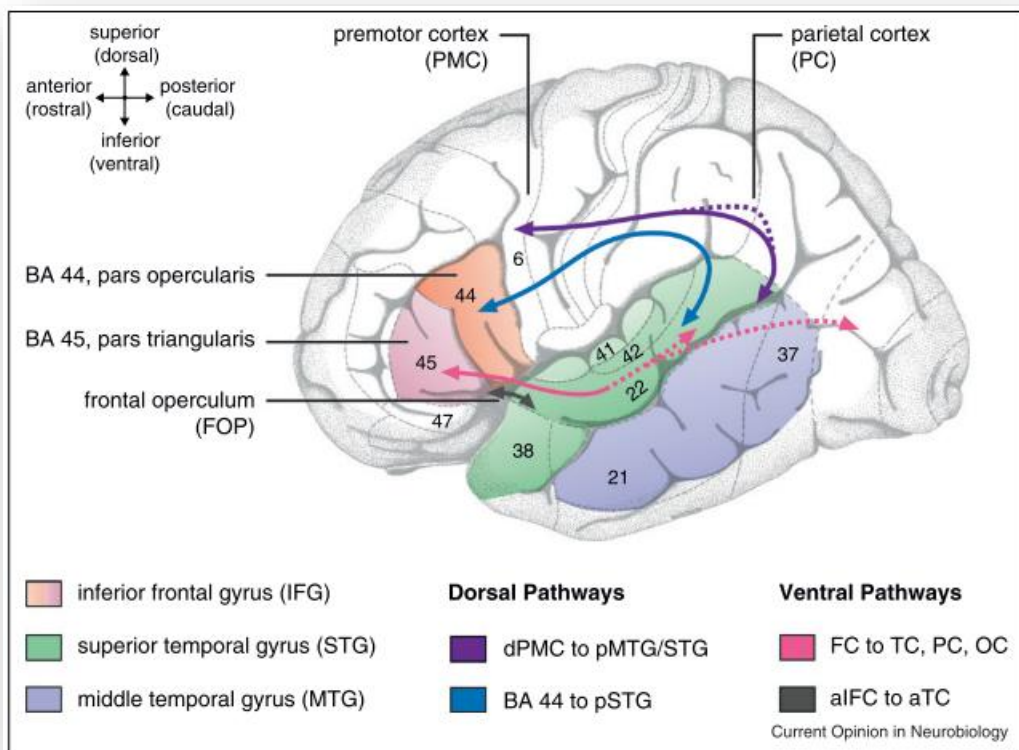 superior
(dorsal)
anterior
(rostral)
posterior
(caudal)
inferior
(ventral)
premotor cortex
(PMC)
parietal cortex
(PC)
BA 44, pars opercularis
BA 45, pars triangularis
frontal operculum
(FOP)
6
44
45
47
41
42
22
37
38
21
inferior frontal gyrus (IFG)
superior temporal gyrus (STG)
middle temporal gyrus (MTG)
Dorsal Pathways
dPMC to pMTG/STG
BA 44 to pSTG
Ventral Pathways
FC to TC, PC, OC
aIFC to aTC
Current Opinion in Neurobiology